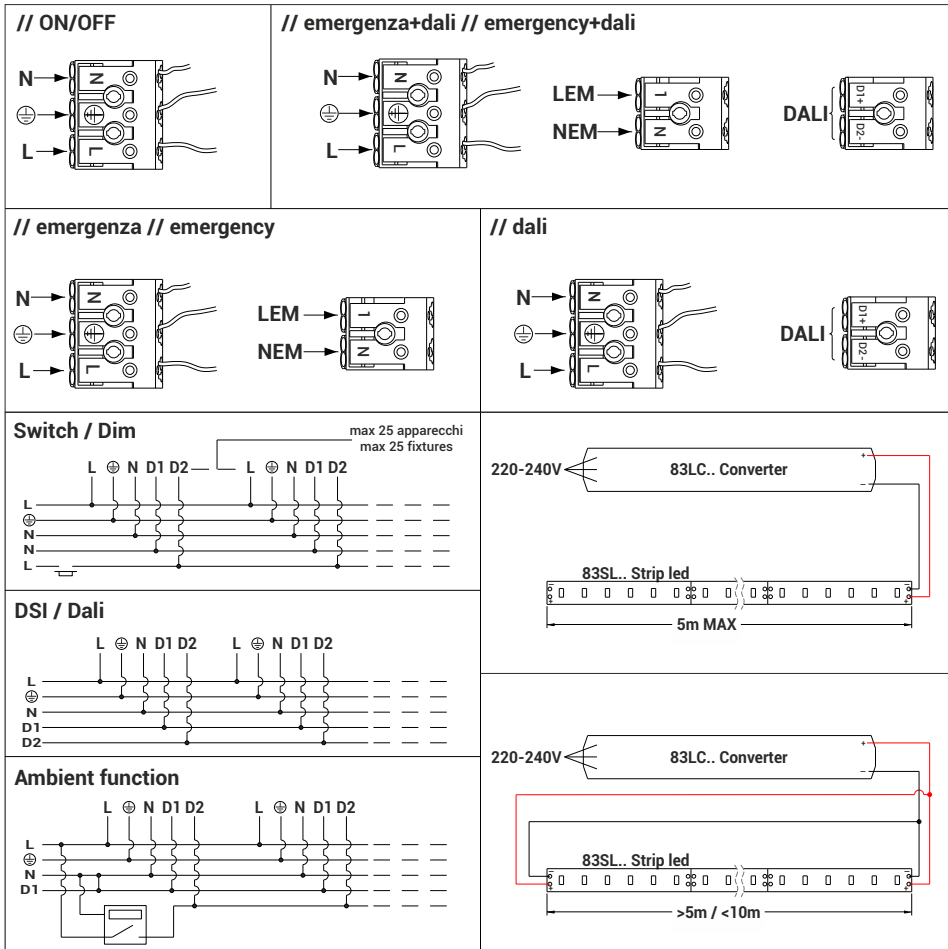 // ON/OFF
N
N
⏚
L
L
// emergenza+dali // emergency+dali
N
N
⏚
L
L
LEM
1
NEM
N
DALI
D1+
D2-
// emergenza // emergency
N
N
⏚
L
L
LEM
1
NEM
N
// dali
N
N
⏚
L
L
DALI
D1+
D2-
Switch / Dim
max 25 apparecchi
max 25 fixtures
L ⏚ N D1 D2 L ⏚ N D1 D2
L
⏚
N
N
L
DSI / Dali
L ⏚ N D1 D2 L ⏚ N D1 D2
L
⏚
N
D1
D2
Ambient function
L ⏚ N D1 D2 L ⏚ N D1 D2
L
⏚
N
D1
220-240V 83LC.. Converter + -
83SL.. Strip led
- + - +
5m MAX
220-240V 83LC.. Converter + -
83SL.. Strip led
- + - +
>5m / <10m